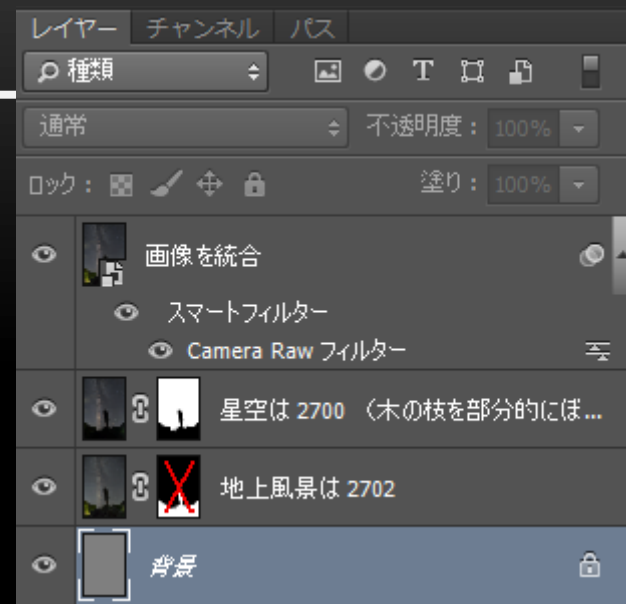 レイヤー チャンネル パス
種類 T
通常 不透明度： 100%
ロック： 塗り： 100%
画像を統合
スマートフィルター
Camera Raw フィルター
星空は 2700 （木の枝を部分的にぼ...
地上風景は 2702
背景